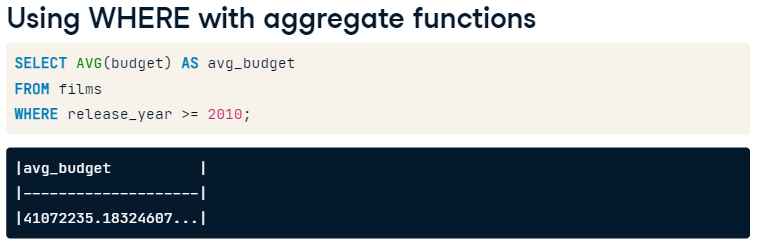 Using WHERE with aggregate functions
SELECT AVG(budget) AS avg_budget
FROM films
WHERE release_year >= 2010;
|avg_budget          |
|--------------------|
|41072235.18324607...|